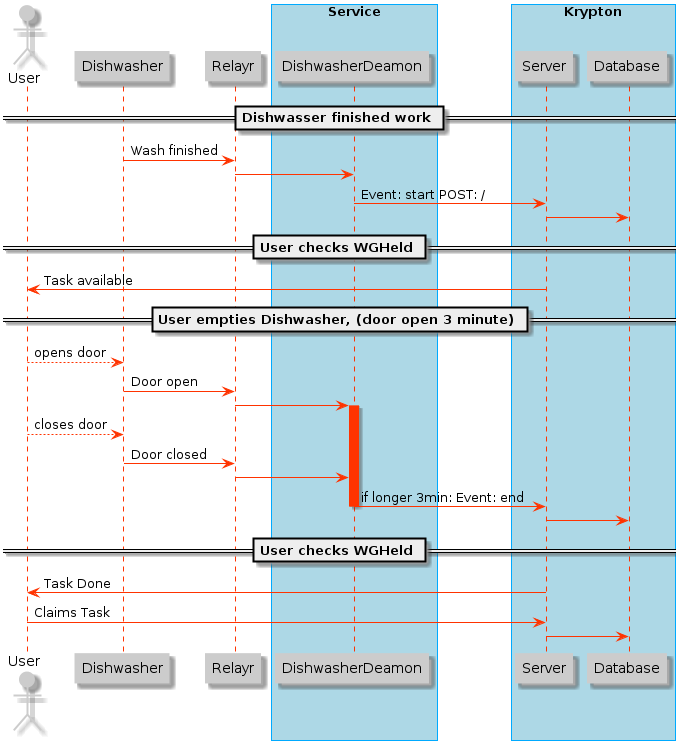 Service
Krypton
User
Dishwasher
Relayr
DishwasherDeamon
Server
Database
Dishwasser finished work
Wash finished
Event: start POST: /
User checks WGHeld
Task available
User empties Dishwasher, (door open 3 minute)
opens door
Door open
closes door
Door closed
if longer 3min: Event: end
User checks WGHeld
Task Done
Claims Task
User
Dishwasher
Relayr
DishwasherDeamon
Server
Database